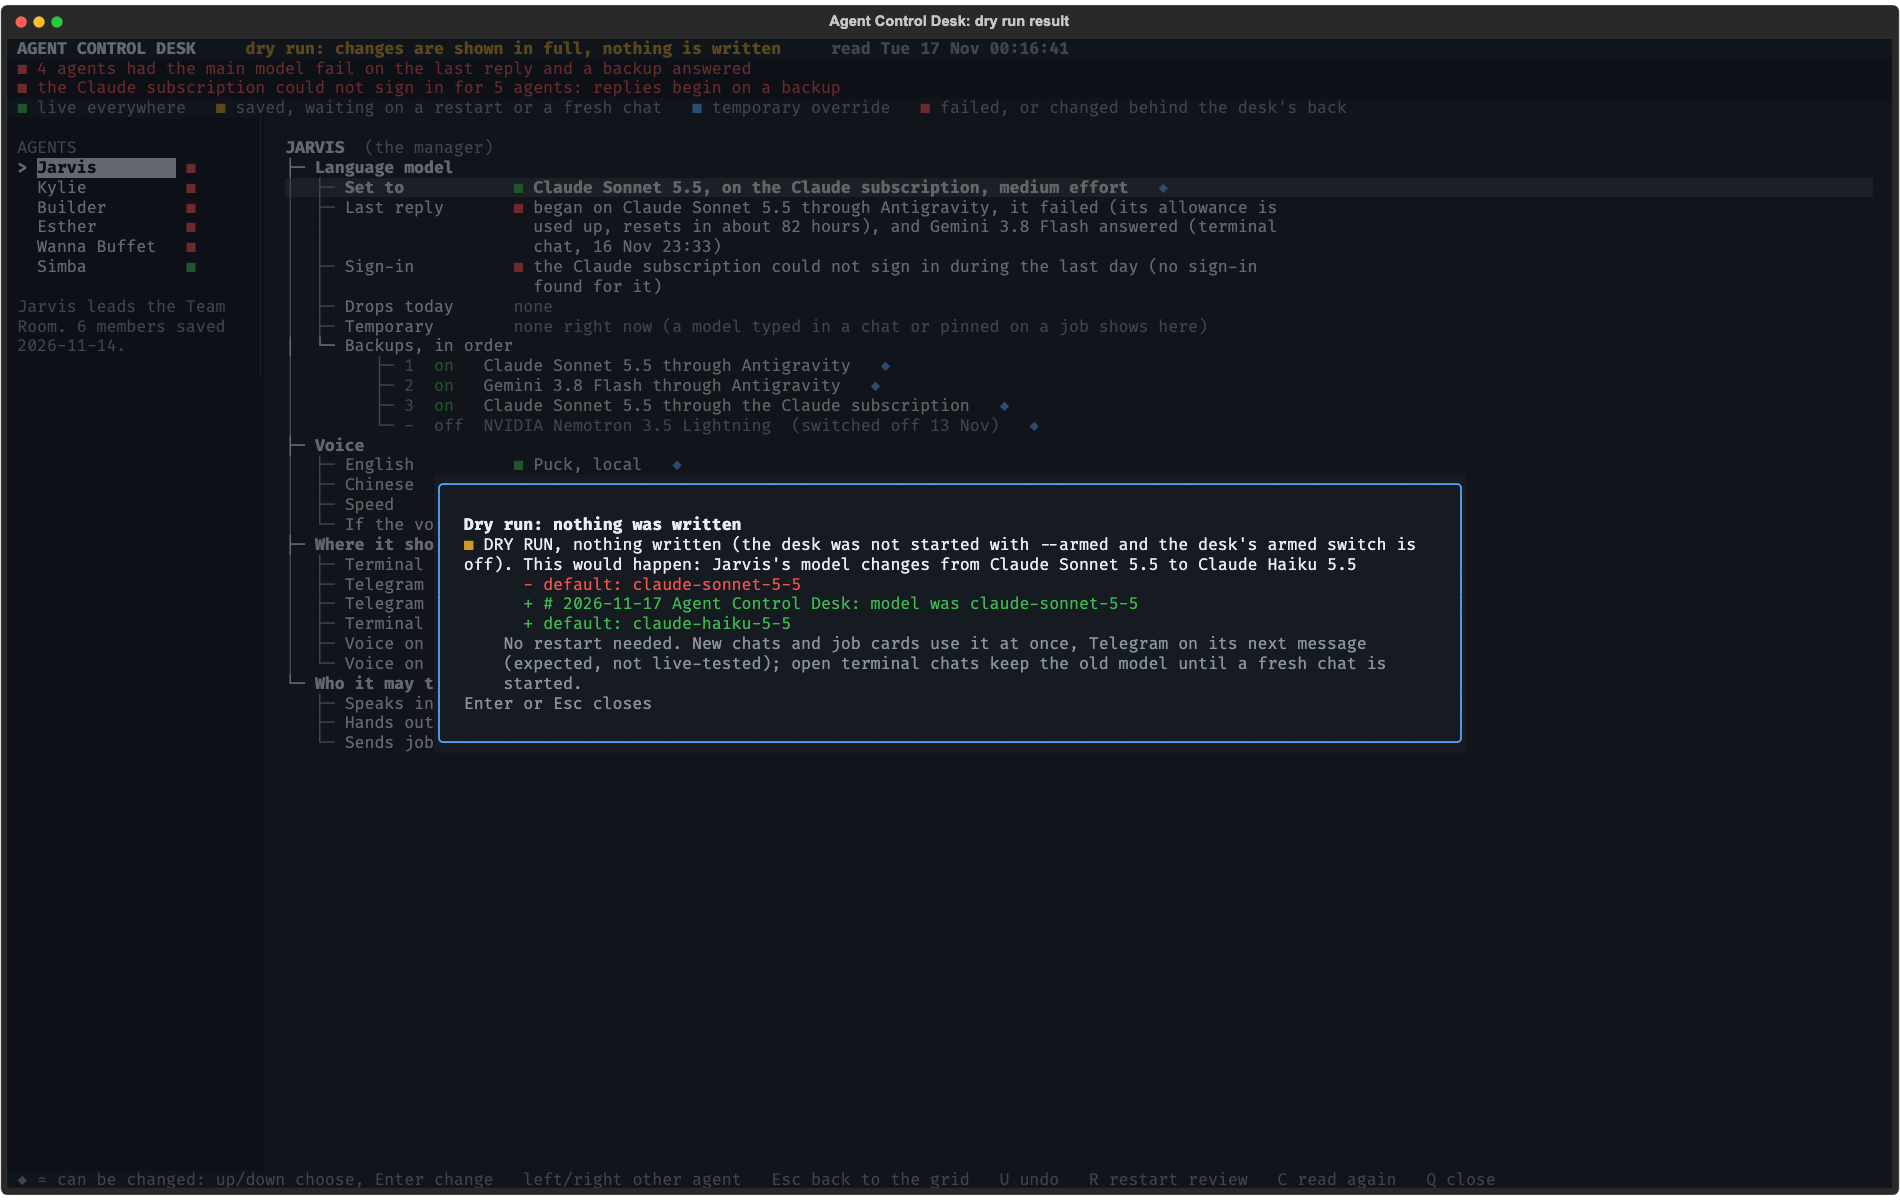 Agent Control Desk: dry run result
AGENT CONTROL DESK dry run: changes are shown in full, nothing is written read Tue 17 Nov 00:16:41
4 agents had the main model fail on the last reply and a backup answered
the Claude subscription could not sign in for 5 agents: replies begin on a backup
live everywhere saved, waiting on a restart or a fresh chat temporary override failed, or changed behind the desk's back
AGENTS
> Jarvis
Kylie
Builder
Esther
Wanna Buffet
Simba
Jarvis leads the Team
Room. 6 members saved
2026-11-14.
JARVIS (the manager)
Language model
Set to Claude Sonnet 5.5, on the Claude subscription, medium effort ◆
Last reply began on Claude Sonnet 5.5 through Antigravity, it failed (its allowance is
used up, resets in about 82 hours), and Gemini 3.8 Flash answered (terminal
chat, 16 Nov 23:33)
Sign-in the Claude subscription could not sign in during the last day (no sign-in
found for it)
Drops today none
Temporary none right now (a model typed in a chat or pinned on a job shows here)
Backups, in order
1 on Claude Sonnet 5.5 through Antigravity ◆
2 on Gemini 3.8 Flash through Antigravity ◆
3 on Claude Sonnet 5.5 through the Claude subscription ◆
- off NVIDIA Nemotron 3.5 Lightning (switched off 13 Nov) ◆
Voice
English Puck, local ◆
Chinese
Speed
If the vo
Where it sho
Terminal
Telegram
Telegram
Terminal
Voice on
Voice on
Who it may t
Speaks in
Hands out
Sends job
Dry run: nothing was written
DRY RUN, nothing written (the desk was not started with --armed and the desk's armed switch is
off). This would happen: Jarvis's model changes from Claude Sonnet 5.5 to Claude Haiku 5.5
- default: claude-sonnet-5-5
+ # 2026-11-17 Agent Control Desk: model was claude-sonnet-5-5
+ default: claude-haiku-5-5
No restart needed. New chats and job cards use it at once, Telegram on its next message
(expected, not live-tested); open terminal chats keep the old model until a fresh chat is
started.
Enter or Esc closes
◆ = can be changed: up/down choose, Enter change left/right other agent Esc back to the grid U undo R restart review C read again Q close